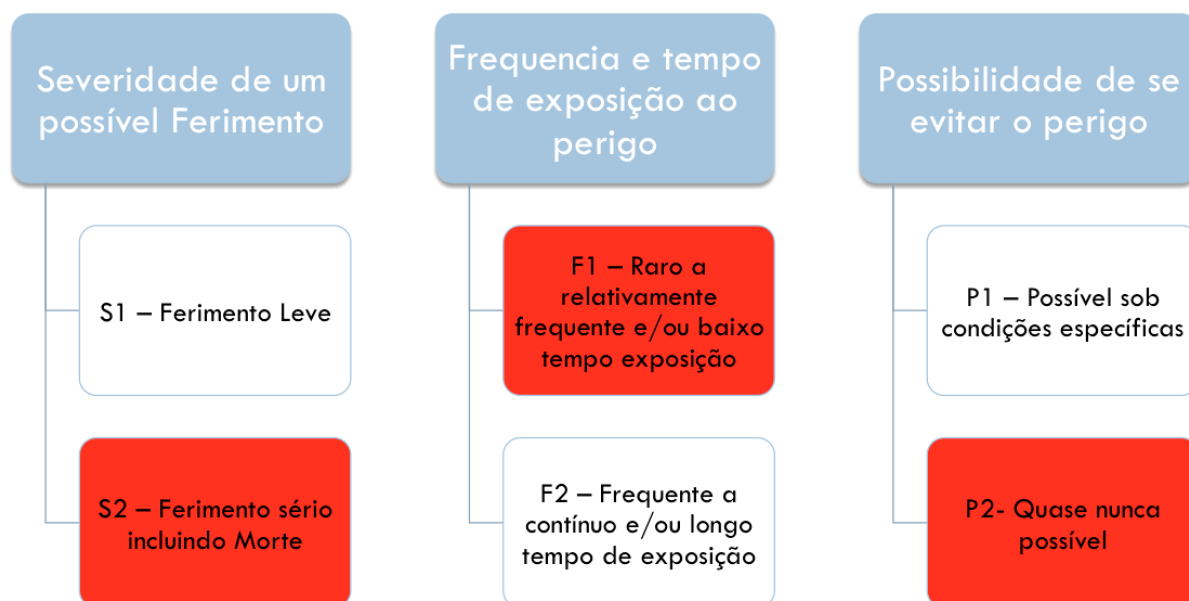 Severidade de um
possível Ferimento
S1 – Ferimento Leve
S2 – Ferimento sério
incluindo Morte
Frequencia e tempo
de exposição ao
perigo
F1 – Raro a
relativamente
frequente e/ou baixo
tempo exposição
F2 – Frequente a
contínuo e/ou longo
tempo de exposição
Possibilidade de se
evitar o perigo
P1 – Possível sob
condições específicas
P2- Quase nunca
possível